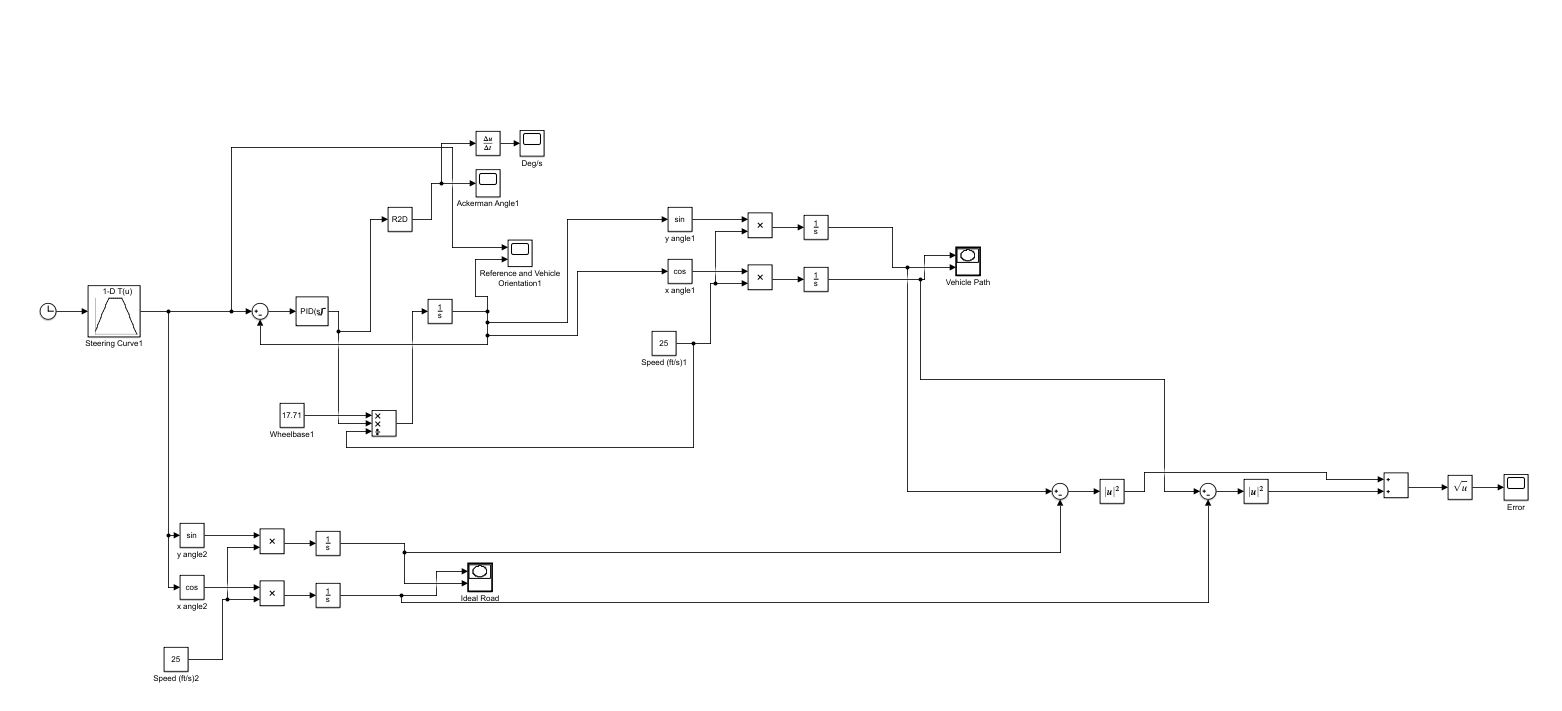 Δu
Δt
Deg/s
Ackerman Angle1
R2D
sin
y angle1
×
1
s
Reference and Vehicle
Orientation1
cos
x angle1
×
1
s
Vehicle Path
1-D T(u)
Steering Curve1
+
-
PID(s)
1
s
25
Speed (ft/s)1
17.71
Wheelbase1
×
×
÷
+
-
|u|²
+
-
|u|²
+
+
√u
Error
sin
y angle2
×
1
s
cos
x angle2
×
1
s
Ideal Road
25
Speed (ft/s)2